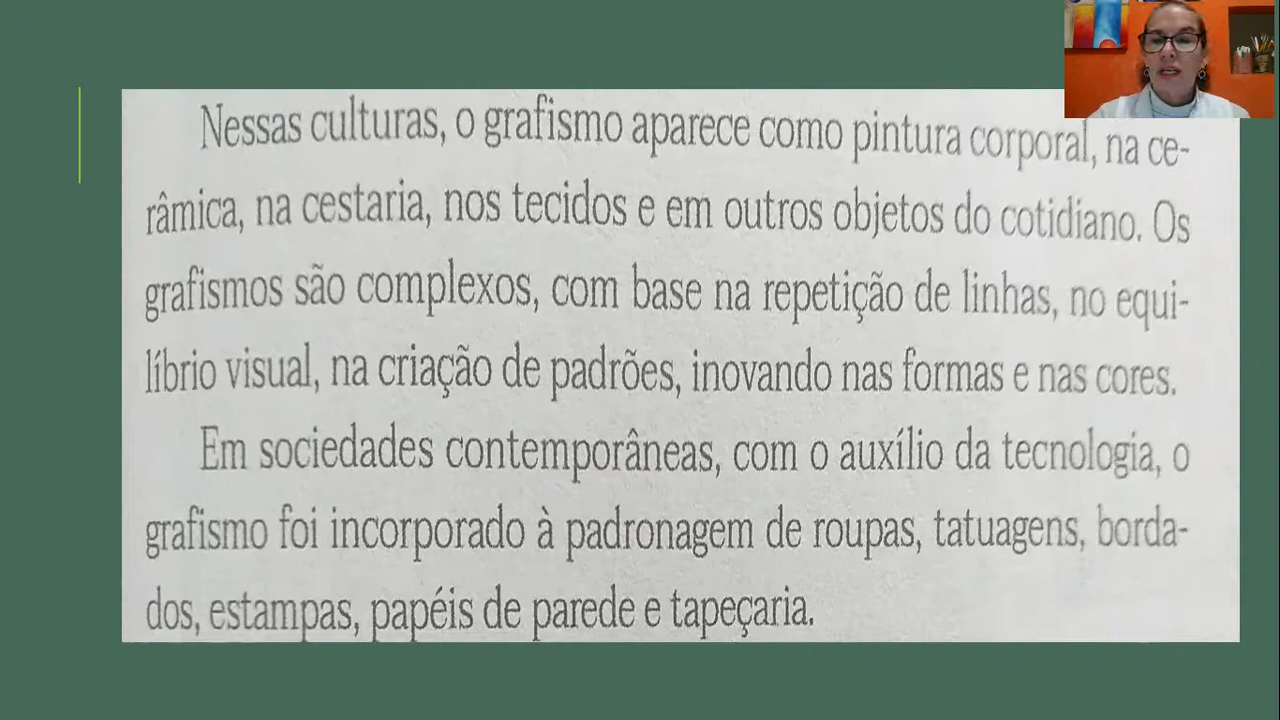 Nessas culturas, o grafismo aparece como pintura corporal, na ce-
râmica, na cestaria, nos tecidos e em outros objetos do cotidiano. Os
grafismos são complexos, com base na repetição de linhas, no equi-
líbrio visual, na criação de padrões, inovando nas formas e nas cores.
Em sociedades contemporâneas, com o auxílio da tecnologia, o
grafismo foi incorporado à padronagem de roupas, tatuagens, borda-
dos, estampas, papéis de parede e tapeçaria.